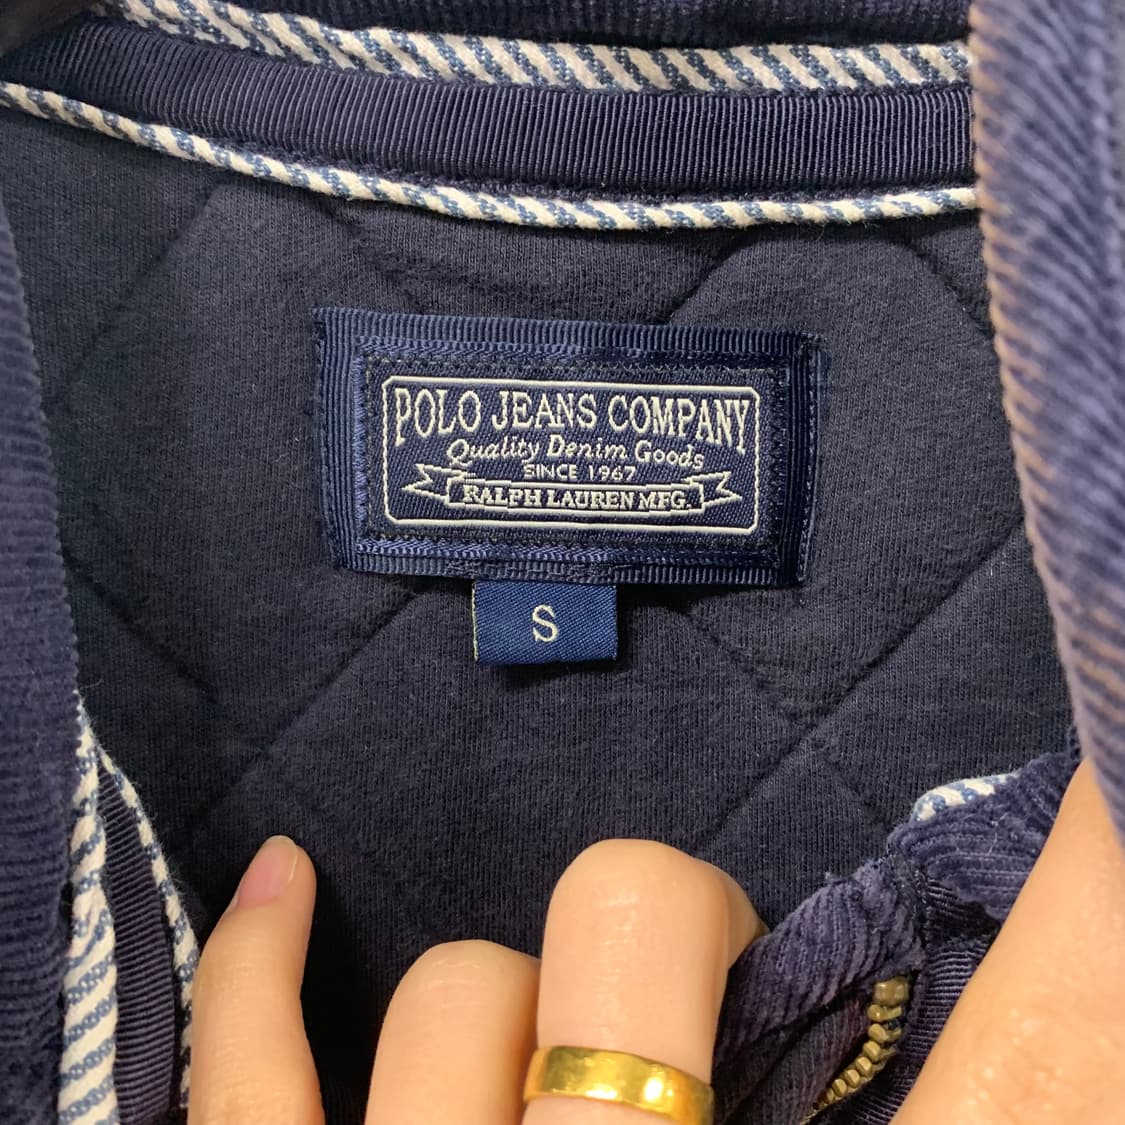 POLO JEANS COMPANY
Quality Denim Goods
SINCE 1967
RALPH LAUREN MFG.
S